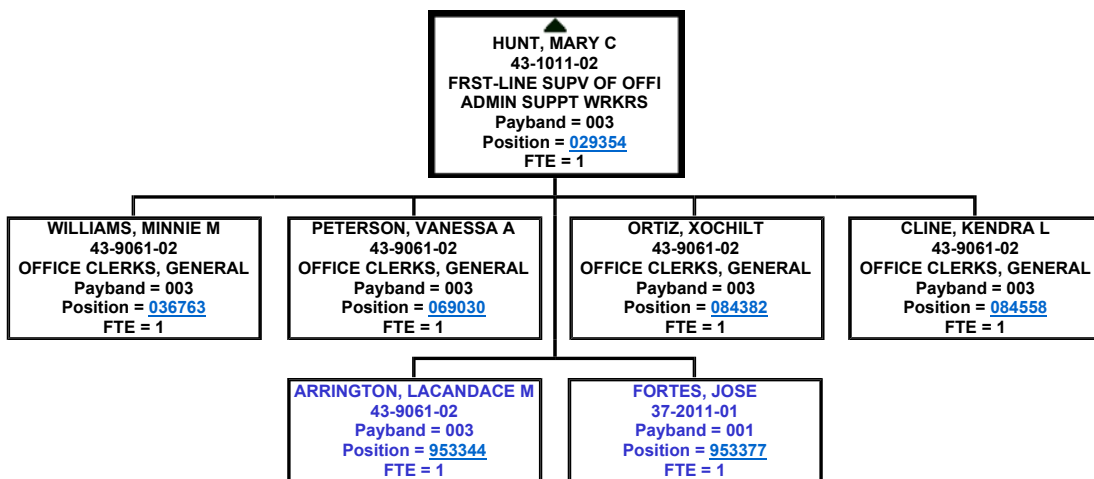 HUNT, MARY C
43-1011-02
FRST-LINE SUPV OF OFFI
ADMIN SUPPT WRKRS
Payband = 003
Position = 029354
FTE = 1
WILLIAMS, MINNIE M
43-9061-02
OFFICE CLERKS, GENERAL
Payband = 003
Position = 036763
FTE = 1
PETERSON, VANESSA A
43-9061-02
OFFICE CLERKS, GENERAL
Payband = 003
Position = 069030
FTE = 1
ORTIZ, XOCHILT
43-9061-02
OFFICE CLERKS, GENERAL
Payband = 003
Position = 084382
FTE = 1
CLINE, KENDRA L
43-9061-02
OFFICE CLERKS, GENERAL
Payband = 003
Position = 084558
FTE = 1
ARRINGTON, LACANDACE M
43-9061-02
Payband = 003
Position = 953344
FTE = 1
FORTES, JOSE
37-2011-01
Payband = 001
Position = 953377
FTE = 1